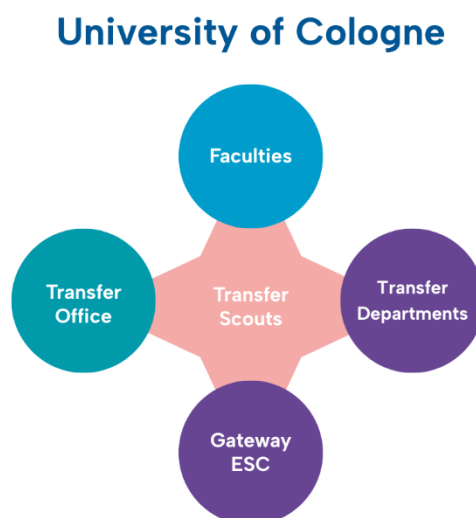 University of Cologne
Faculties
Transfer
Office
Transfer
Scouts
Transfer
Departments
Gateway
ESC